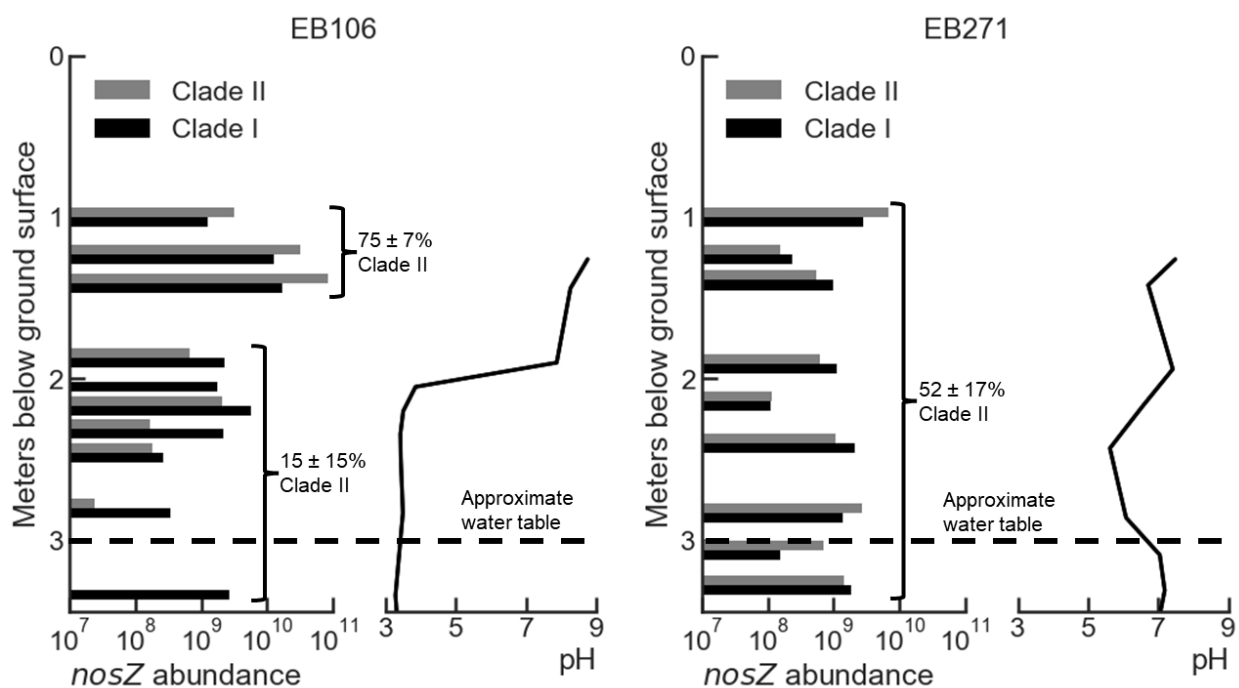 EB106
0
Clade II
Clade I
Meters below ground surface
1
75 ± 7%
Clade II
2
15 ± 15%
Clade II
Approximate
water table
3
10⁷ 10⁸ 10⁹ 10¹⁰ 10¹¹
nosZ abundance
3 5 7 9
pH
EB271
0
Clade II
Clade I
Meters below ground surface
1
2
52 ± 17%
Clade II
Approximate
water table
3
10⁷ 10⁸ 10⁹ 10¹⁰ 10¹¹
nosZ abundance
3 5 7 9
pH